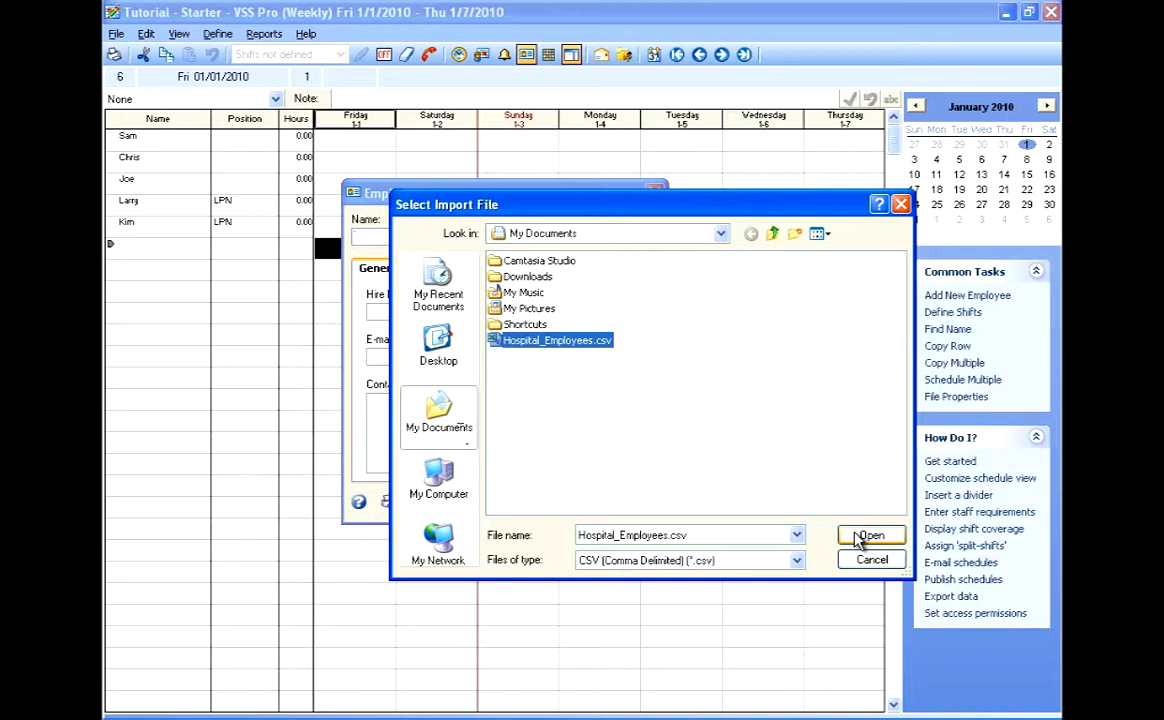 Tutorial - Starter - VSS Pro (Weekly) Fri 1/1/2010 - Thu 1/7/2010
File Edit View Define Reports Help
Shifts not defined OFF 31
6 Fri 01/01/2010 1
None Note: abc
Name Position Hours Friday 1-1 Saturday 1-2 Sunday 1-3 Monday 1-4 Tuesday 1-5 Wednesday 1-6 Thursday 1-7
Sam 0.00
Chris 0.00
Joe 0.00
Larry LPN 0.00
Kim LPN 0.00
Name:
Hire
Select Import File
Look in: My Documents
My Recent Documents
Desktop
My Documents
My Computer
My Network
Camtasia Studio
Downloads
My Music
My Pictures
Shortcuts
Hospital_Employees.csv
File name: Hospital_Employees.csv Open
Files of type: CSV (Comma Delimited) (*.csv) Cancel
January 2010
Sun Mon Tue Wed Thu Fri Sat
27 28 29 30 31 1 2
3 4 5 6 7 8 9
10 11 12 13 14 15 16
17 18 19 20 21 22 23
24 25 26 27 28 29 30
1 2 3 4 5 6
Common Tasks
Add New Employee
Define Shifts
Find Name
Copy Row
Copy Multiple
Schedule Multiple
File Properties
How Do I?
Get started
Customize schedule view
Insert a divider
Enter staff requirements
Display shift coverage
Assign 'split-shifts'
E-mail schedules
Publish schedules
Export data
Set access permissions